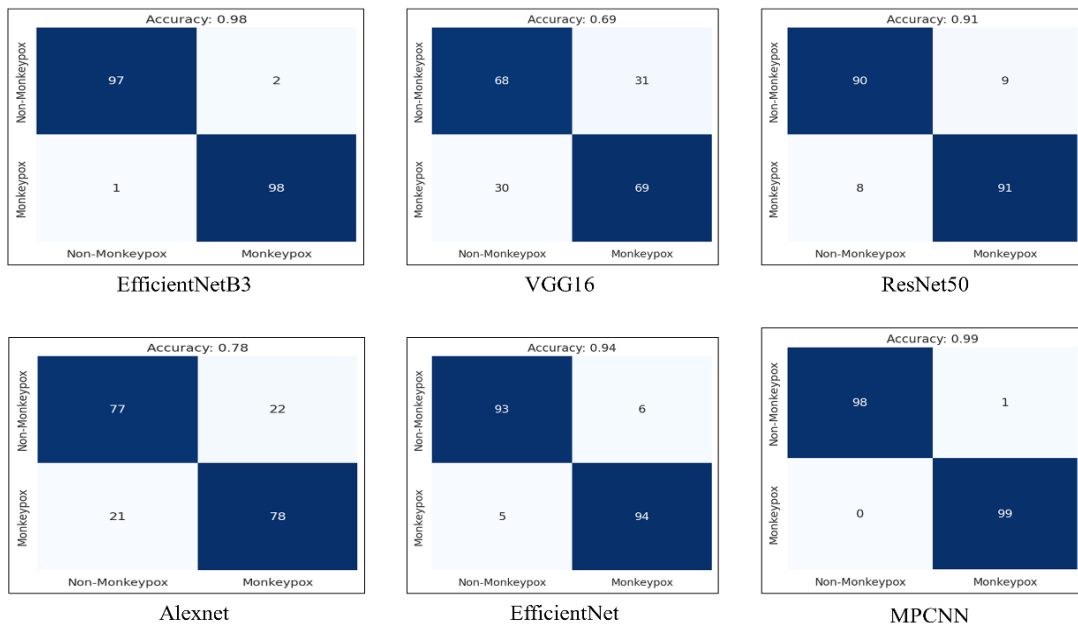 Accuracy: 0.98
Non-Monkeypox
97
2
Monkeypox
1
98
Non-Monkeypox
Monkeypox
EfficientNetB3
Accuracy: 0.69
Non-Monkeypox
68
31
Monkeypox
30
69
Non-Monkeypox
Monkeypox
VGG16
Accuracy: 0.91
Non-Monkeypox
90
9
Monkeypox
8
91
Non-Monkeypox
Monkeypox
ResNet50
Accuracy: 0.78
Non-Monkeypox
77
22
Monkeypox
21
78
Non-Monkeypox
Monkeypox
Alexnet
Accuracy: 0.94
Non-Monkeypox
93
6
Monkeypox
5
94
Non-Monkeypox
Monkeypox
EfficientNet
Accuracy: 0.99
Non-Monkeypox
98
1
Monkeypox
0
99
Non-Monkeypox
Monkeypox
MPCNN